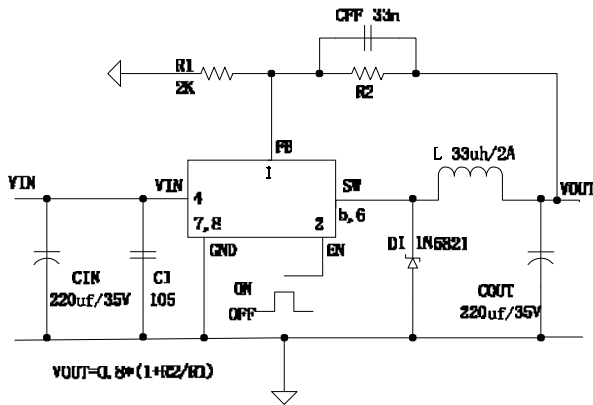 CFF 33n
R1
2K
R2
FB
1
L 33uh/2A
VIN
VIN
4
SW
VOUT
7,8
2
b,6
GND
EN
D1 1N5821
CIN
220uf/35V
C1
105
ON
OFF
COUT
220uf/35V
VOUT=0.8*(1+R2/R1)